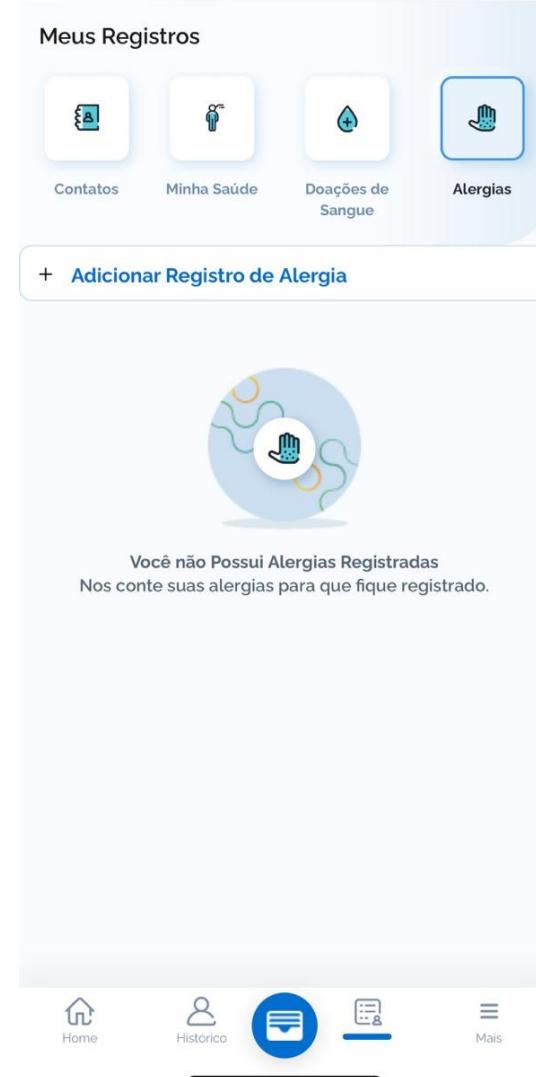 Meus Registros
Contatos
Minha Saúde
Doações de
Sangue
Alergias
+ Adicionar Registro de Alergia
Você não Possui Alergias Registradas
Nos conte suas alergias para que fique registrado.
Home
Histórico
Mais